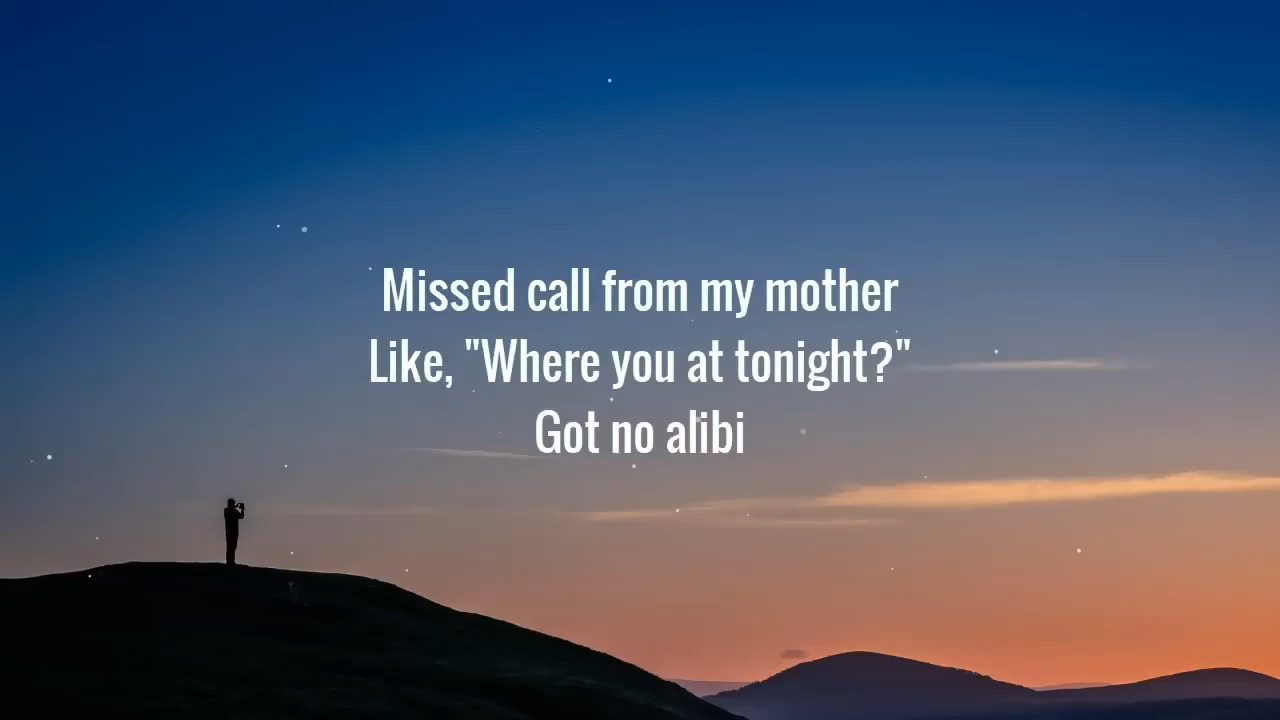 Missed call from my mother
Like, "Where you at tonight?"
Got no alibi